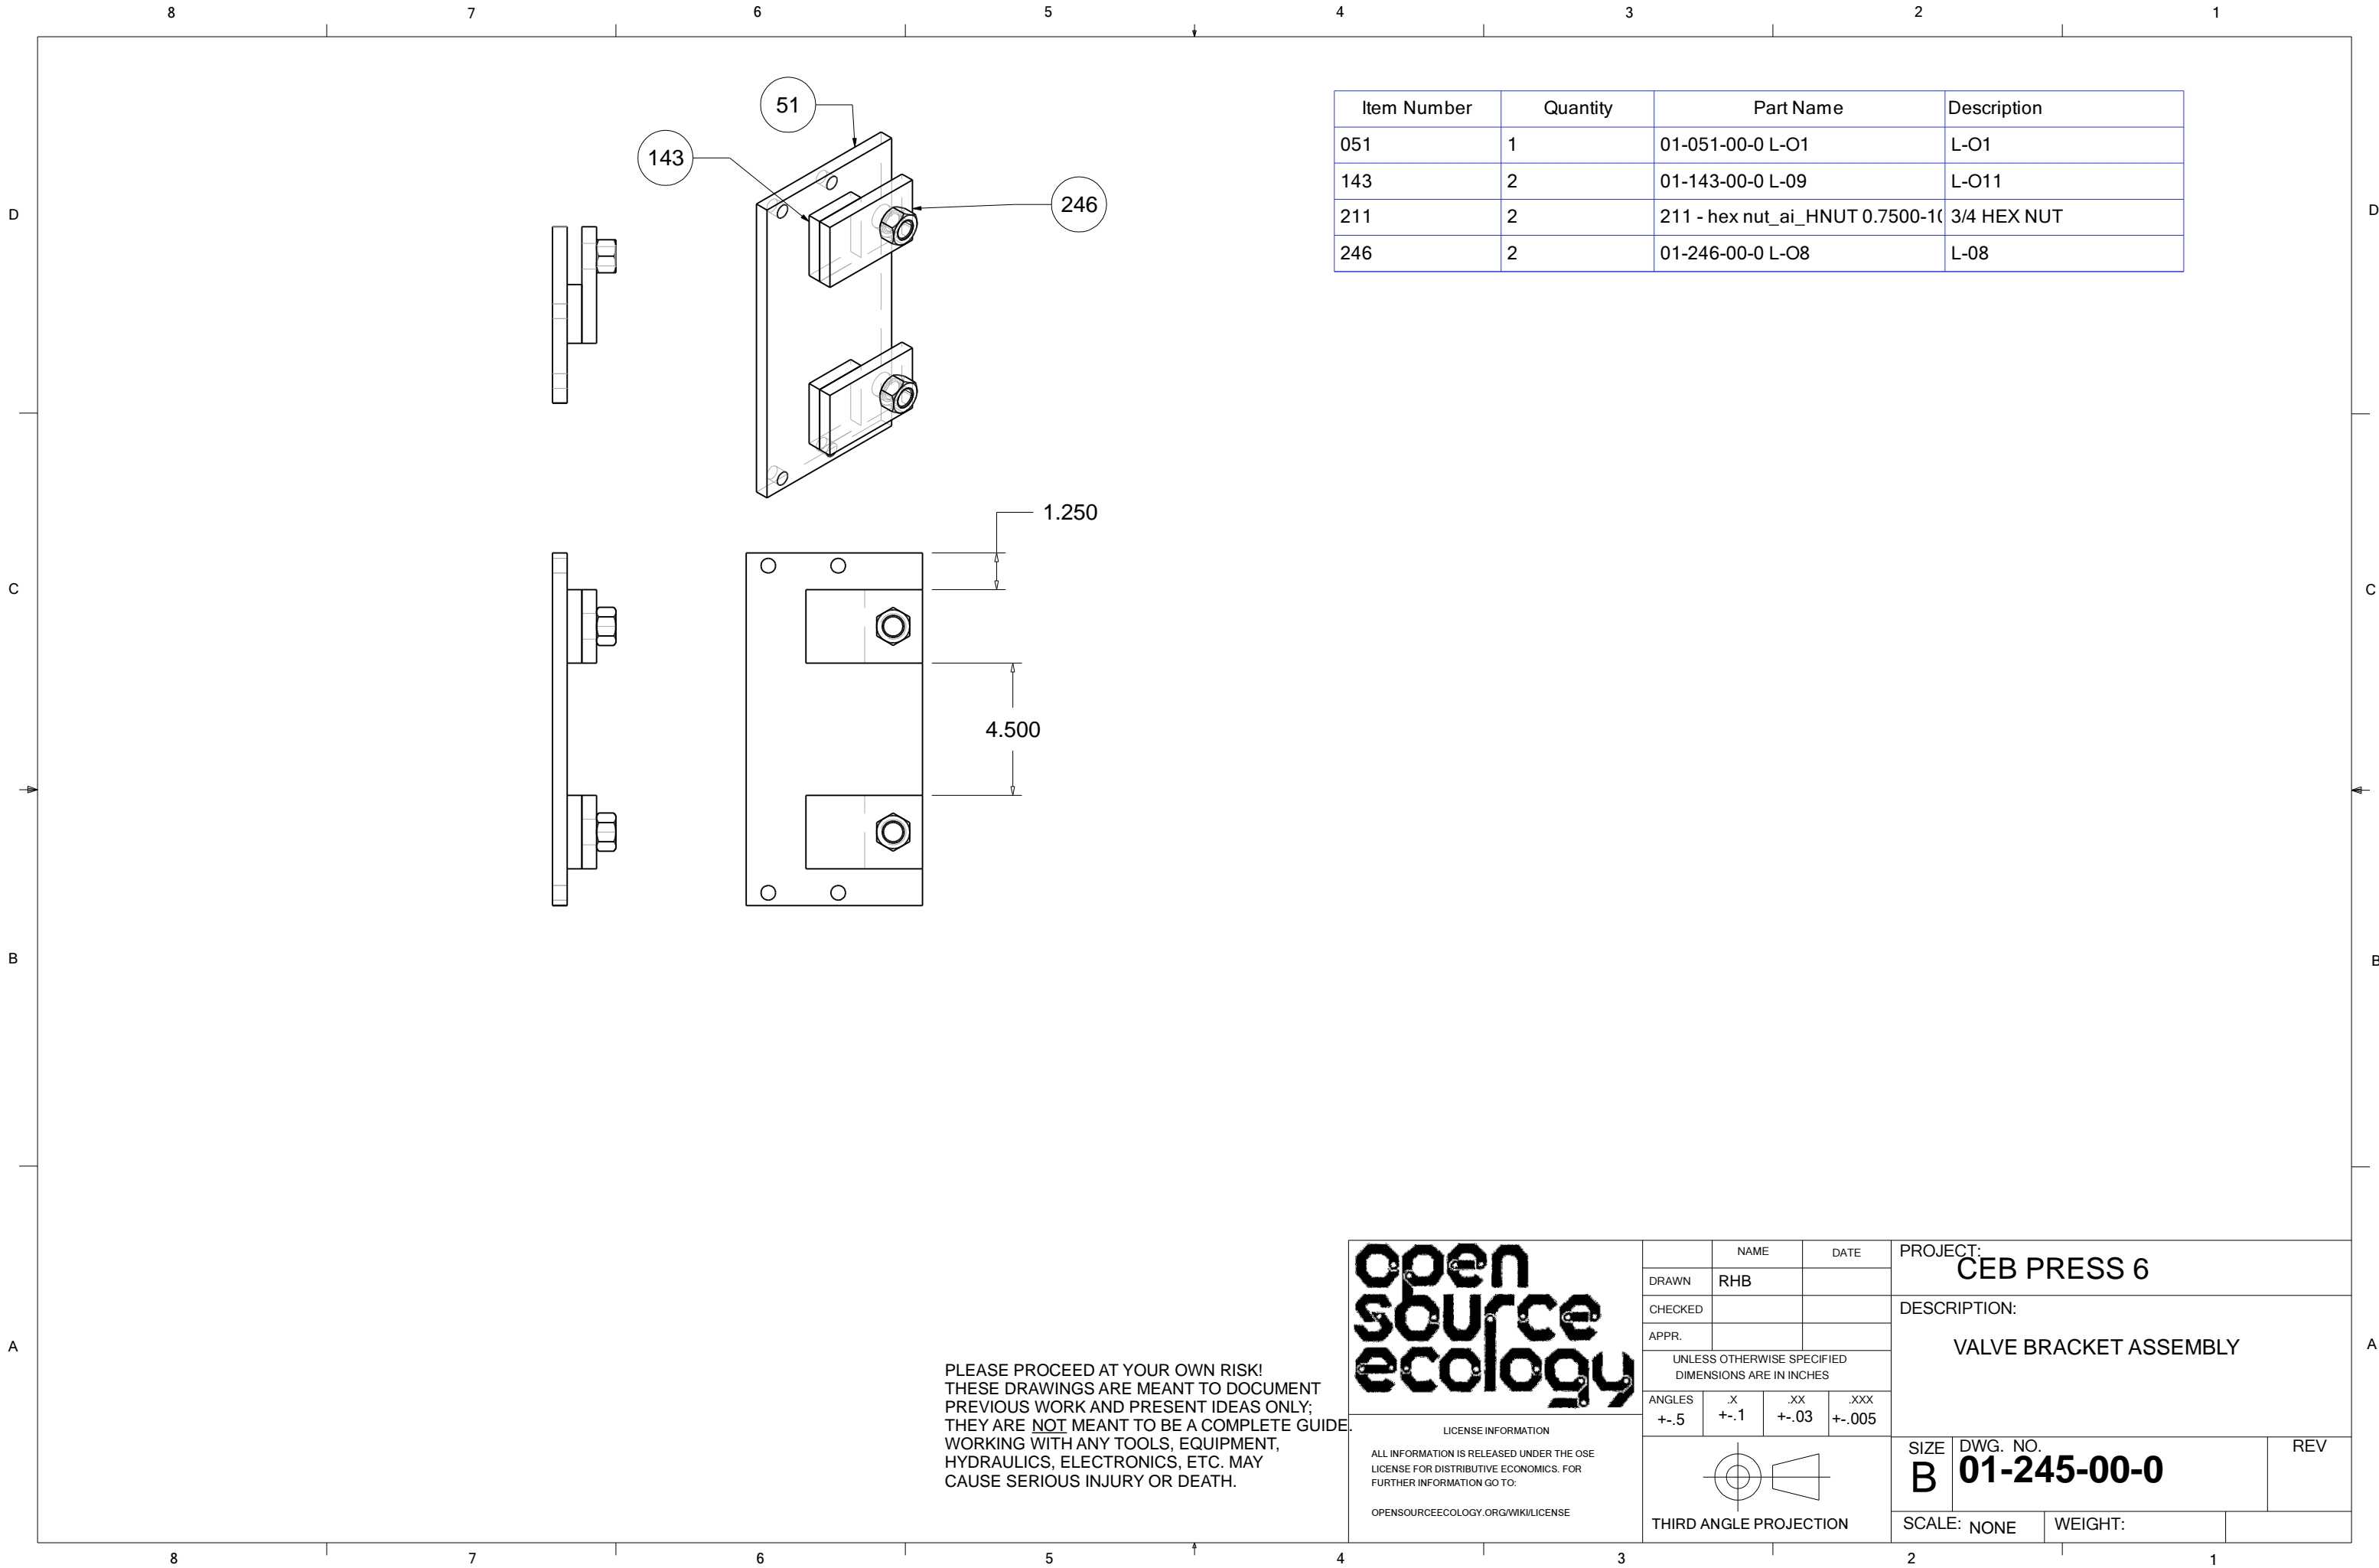 8 7 6 5 4 3 2 1
51
143
246
Item Number Quantity Part Name Description
051 1 01-051-00-0 L-O1 L-O1
143 2 01-143-00-0 L-09 L-O11
211 2 211 - hex nut_ai_HNUT 0.7500-1( 3/4 HEX NUT
246 2 01-246-00-0 L-O8 L-08
D D
1.250
C C
4.500
B B
A A
PLEASE PROCEED AT YOUR OWN RISK!
THESE DRAWINGS ARE MEANT TO DOCUMENT
PREVIOUS WORK AND PRESENT IDEAS ONLY;
THEY ARE NOT MEANT TO BE A COMPLETE GUIDE.
WORKING WITH ANY TOOLS, EQUIPMENT,
HYDRAULICS, ELECTRONICS, ETC. MAY
CAUSE SERIOUS INJURY OR DEATH.
open
source
ecology
LICENSE INFORMATION
ALL INFORMATION IS RELEASED UNDER THE OSE
LICENSE FOR DISTRIBUTIVE ECONOMICS. FOR
FURTHER INFORMATION GO TO:
OPENSOURCEECOLOGY.ORG/WIKI/LICENSE
NAME DATE
DRAWN RHB
CHECKED
APPR.
UNLESS OTHERWISE SPECIFIED
DIMENSIONS ARE IN INCHES
ANGLES .X .XX .XXX
+-.5 +-.1 +-.03 +-.005
THIRD ANGLE PROJECTION
PROJECT:
CEB PRESS 6
DESCRIPTION:
VALVE BRACKET ASSEMBLY
SIZE DWG. NO. REV
B 01-245-00-0
SCALE: NONE WEIGHT:
8 7 6 5 4 3 2 1